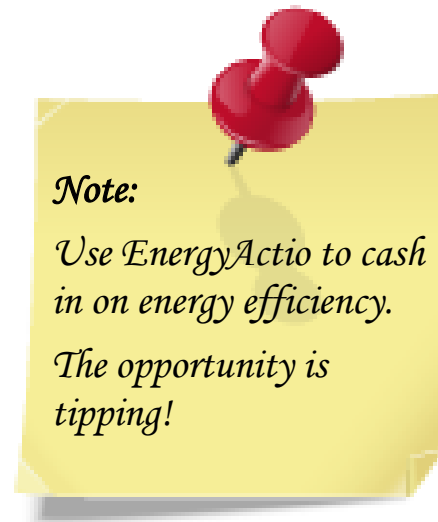 Note:
Use EnergyActio to cash
in on energy efficiency.
The opportunity is
tipping!